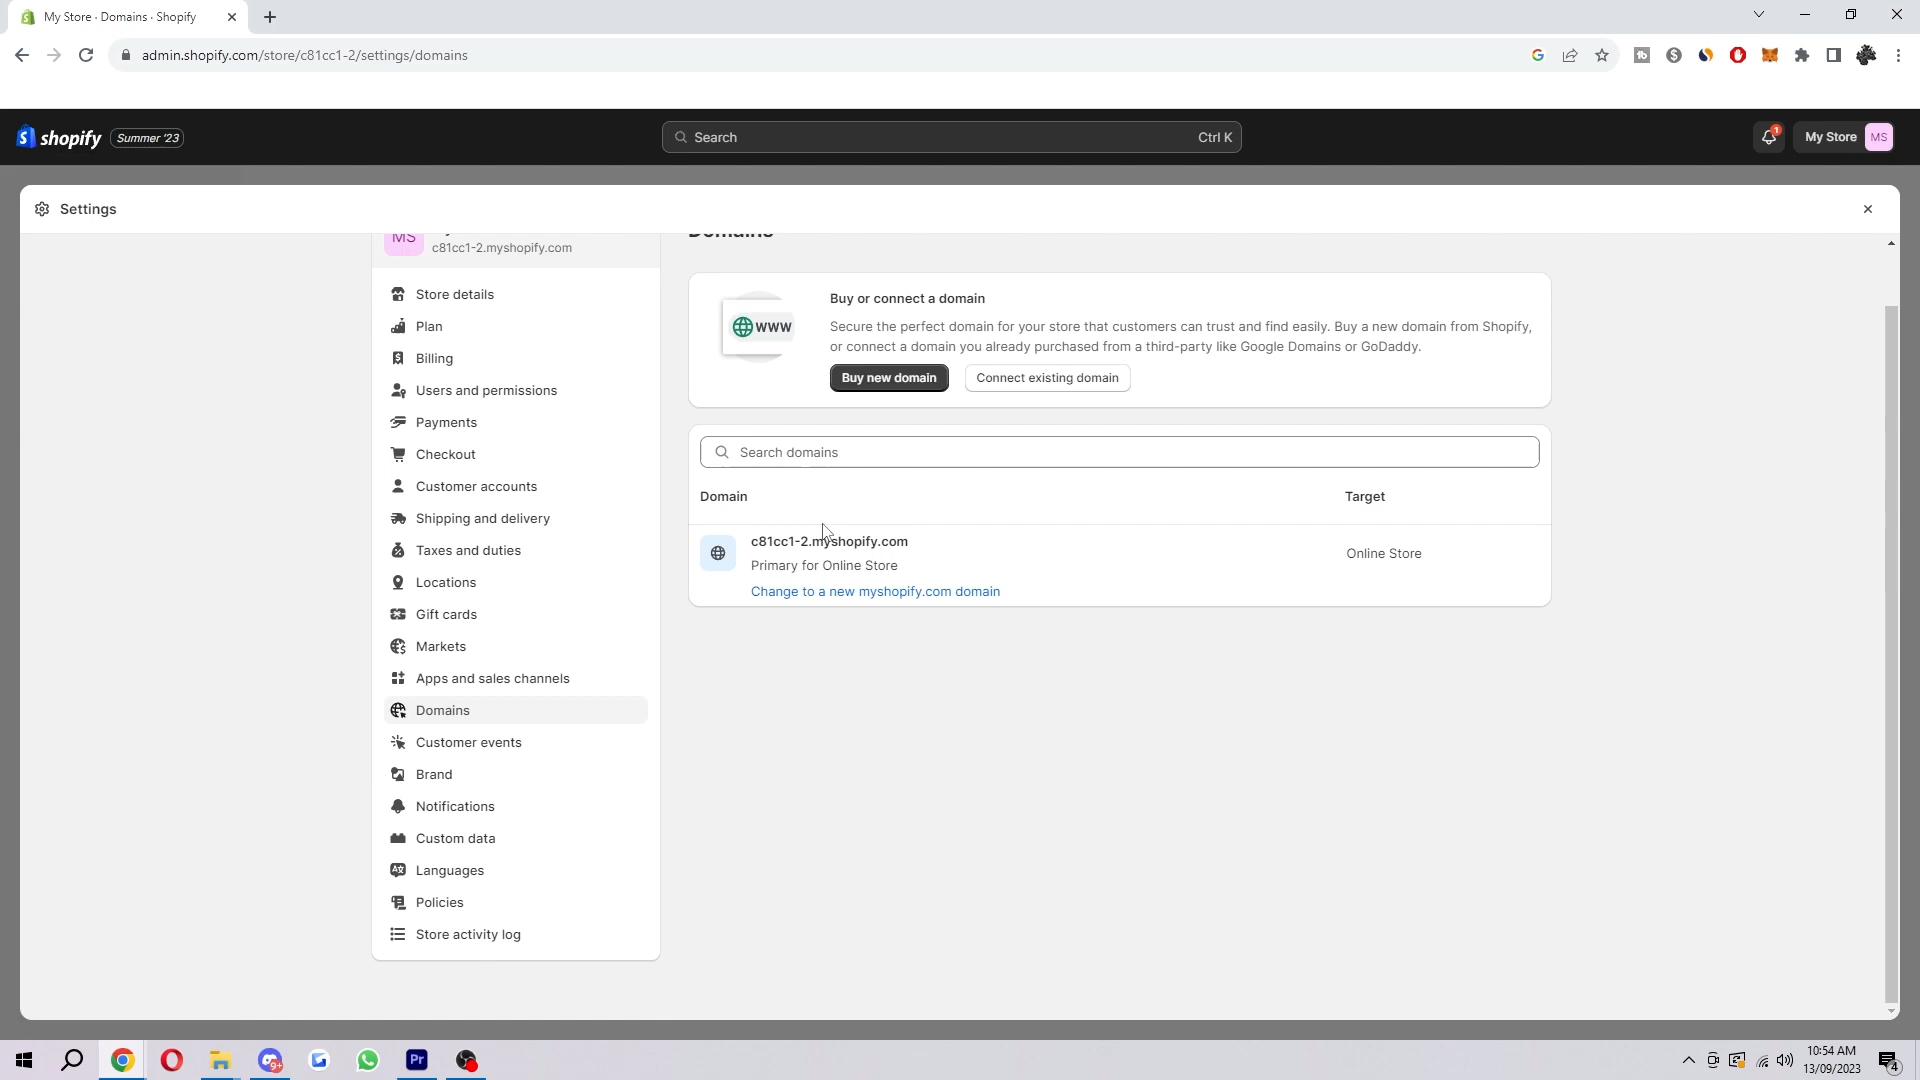 My Store · Domains · Shopify
admin.shopify.com/store/c81cc1-2/settings/domains
shopify Summer '23 Search Ctrl K 1 My Store MS
Settings
MS
c81cc1-2.myshopify.com
Store details
Plan
Billing
Users and permissions
Payments
Checkout
Customer accounts
Shipping and delivery
Taxes and duties
Locations
Gift cards
Markets
Apps and sales channels
Domains
Customer events
Brand
Notifications
Custom data
Languages
Policies
Store activity log
Domains
WWW
Buy or connect a domain
Secure the perfect domain for your store that customers can trust and find easily. Buy a new domain from Shopify,
or connect a domain you already purchased from a third-party like Google Domains or GoDaddy.
Buy new domain Connect existing domain
Search domains
Domain Target
c81cc1-2.myshopify.com
Primary for Online Store
Online Store
Change to a new myshopify.com domain
9+ Pr
10:54 AM
13/09/2023
4